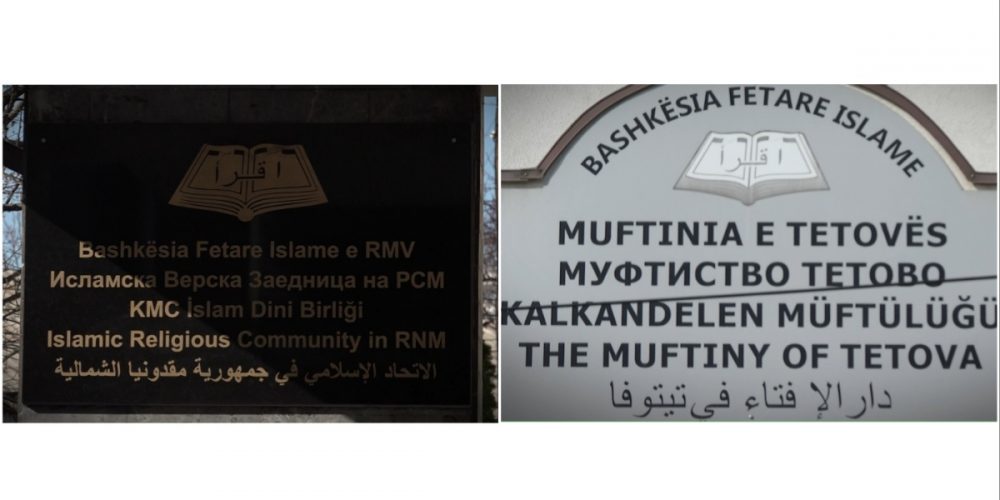 اقرأ
Bashkësia Fetare Islame e RMV
Исламска Верска Заедница на РСМ
KMC İslam Dini Birliği
Islamic Religious Community in RNM
الاتحاد الإسلامي في جمهورية مقدونيا الشمالية
BASHKËSIA FETARE ISLAME
اقرأ
MUFTINIA E TETOVËS
МУФТИСТВО ТЕТОВО
KALKANDELEN MÜFTÜLÜĞÜ
THE MUFTINY OF TETOVA
دار الإفتاء في تيتوفا